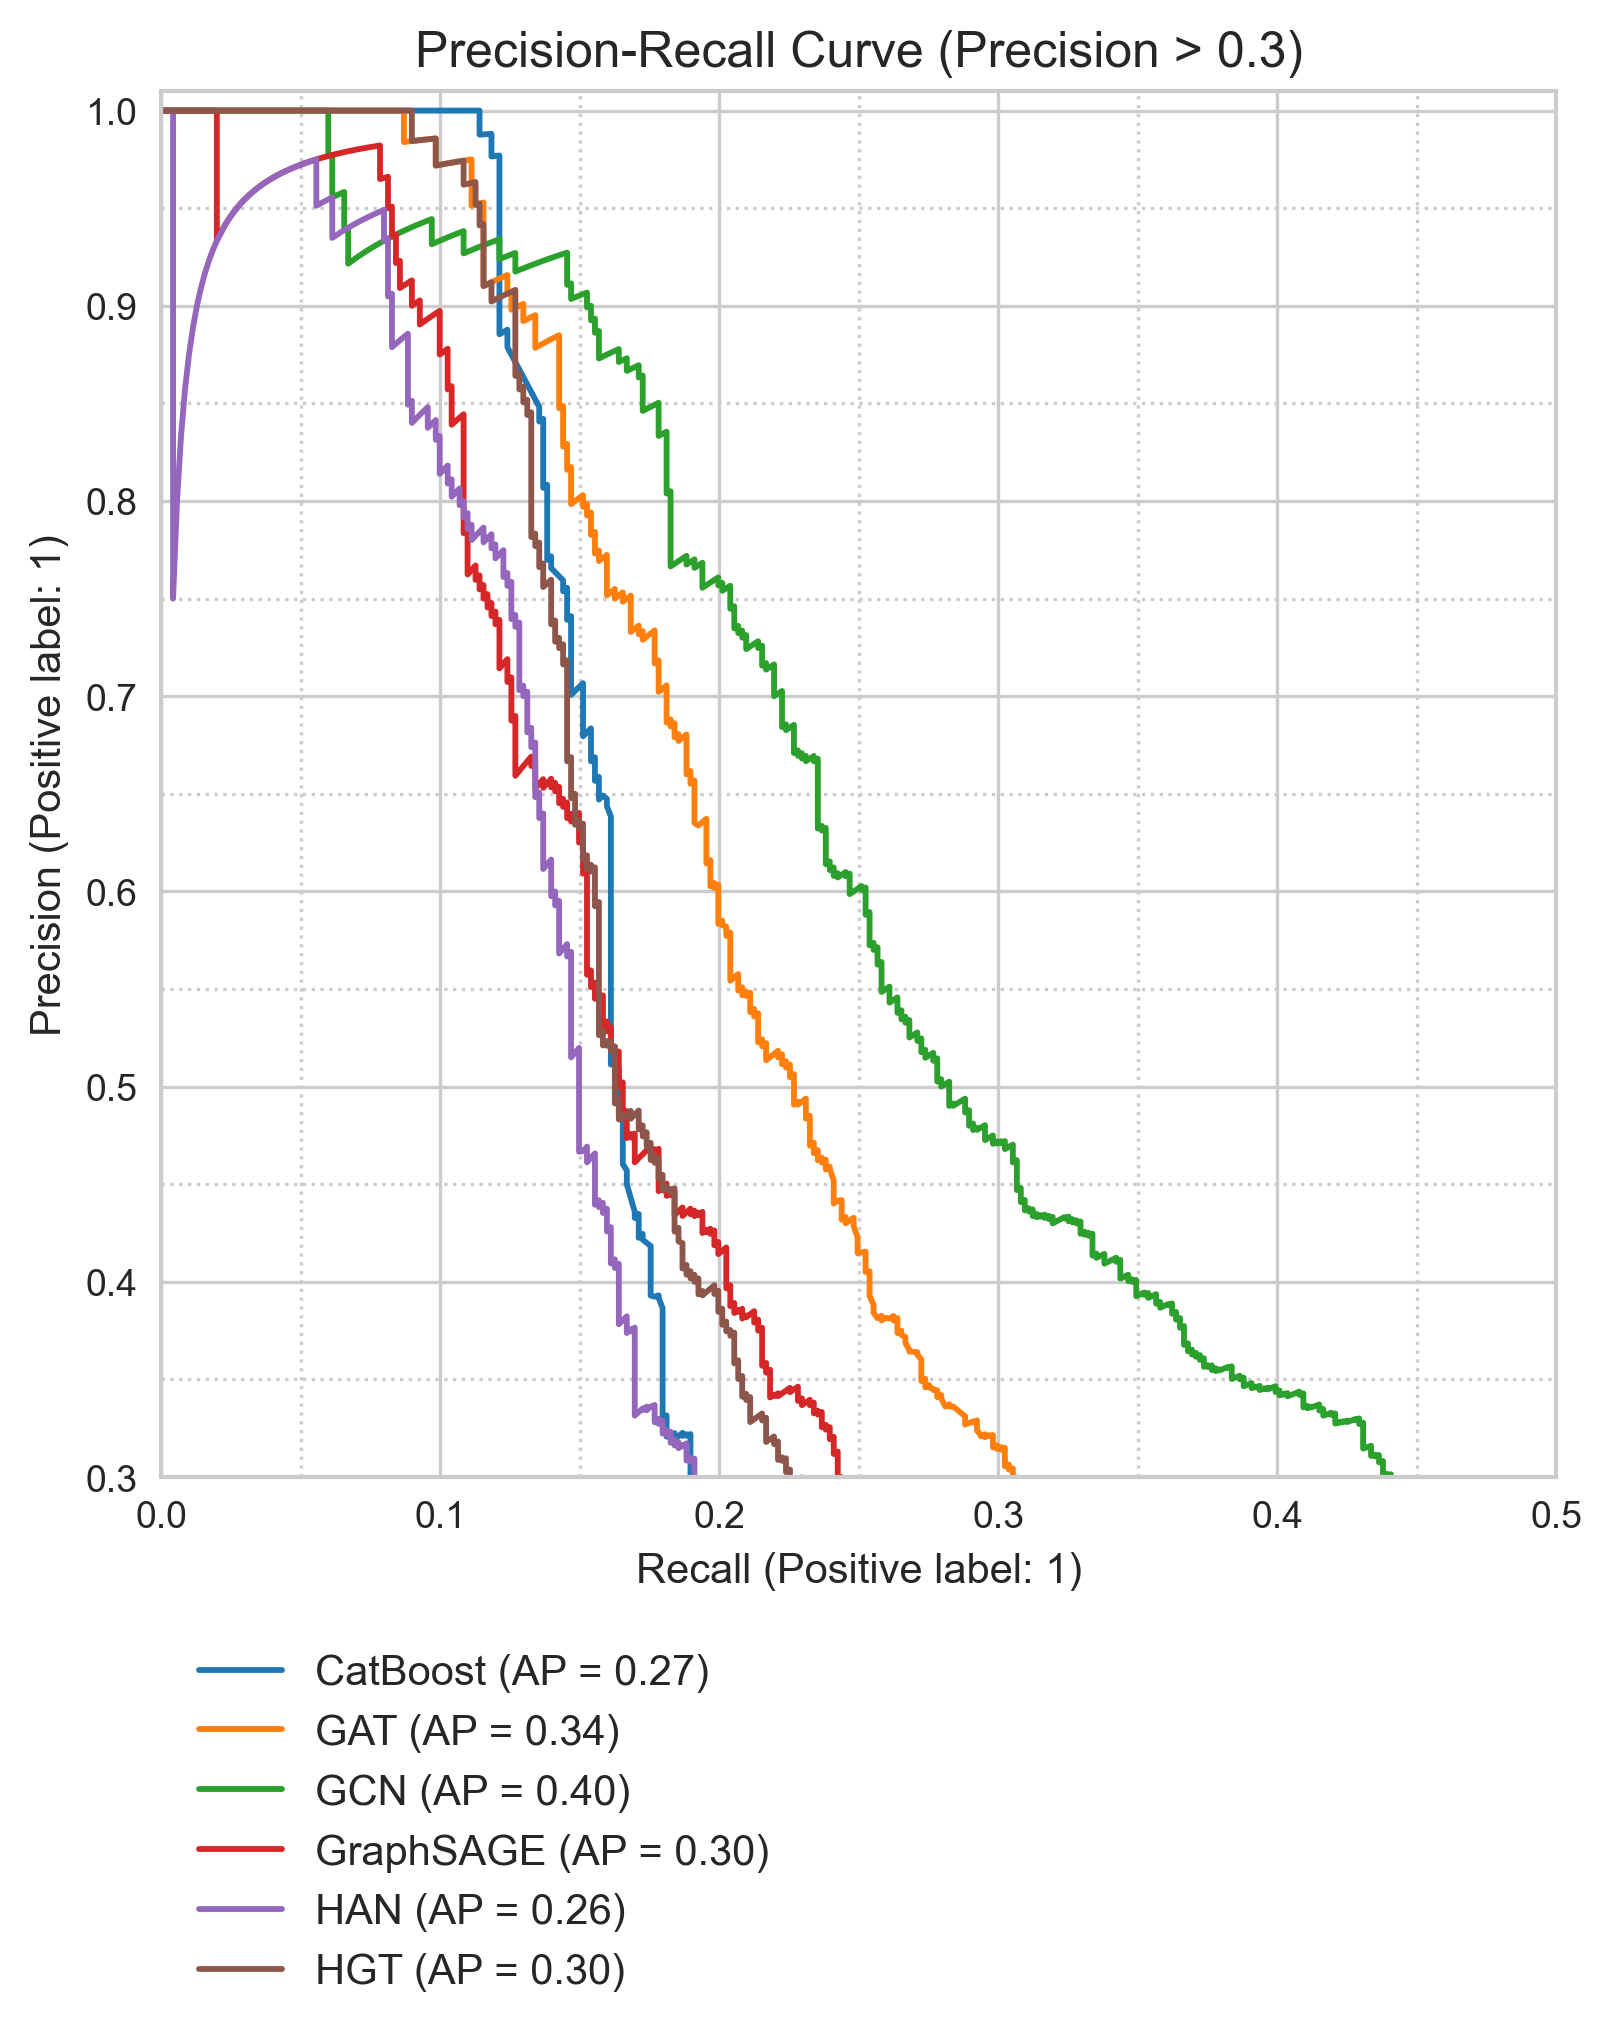 Precision-Recall Curve (Precision > 0.3)
1.0
0.9
0.8
0.7
0.6
0.5
0.4
0.3
Precision (Positive label: 1)
0.0 0.1 0.2 0.3 0.4 0.5
Recall (Positive label: 1)
CatBoost (AP = 0.27)
GAT (AP = 0.34)
GCN (AP = 0.40)
GraphSAGE (AP = 0.30)
HAN (AP = 0.26)
HGT (AP = 0.30)